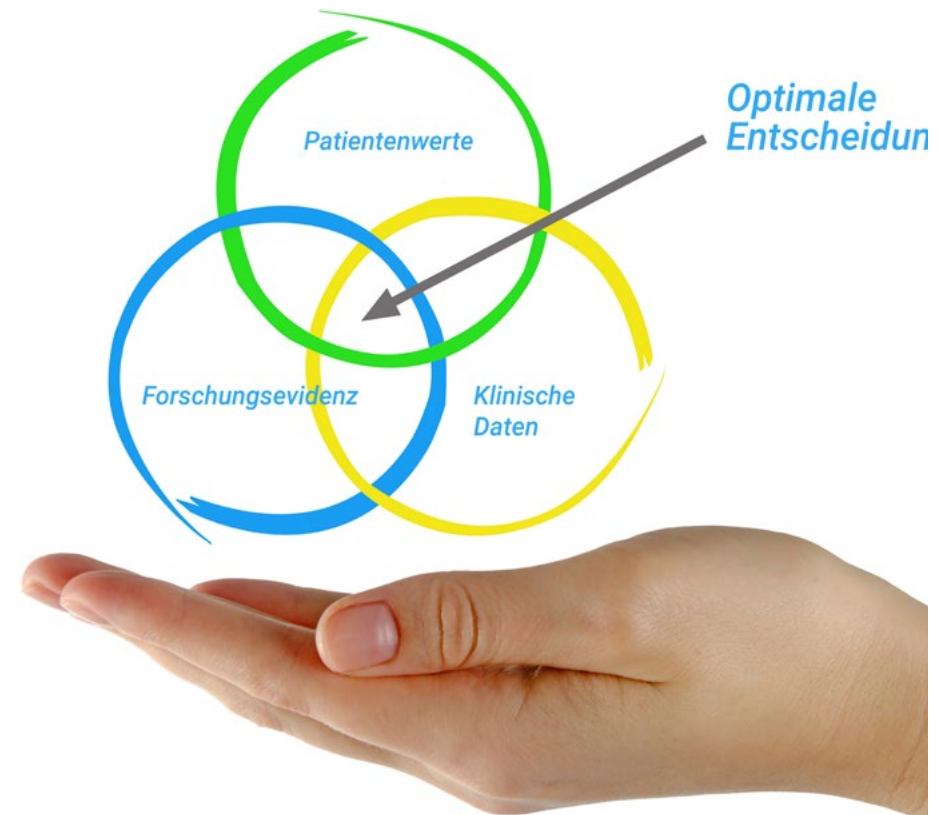 Patientenwerte
Optimale
Entscheidun
Forschungsevidenz
Klinische
Daten